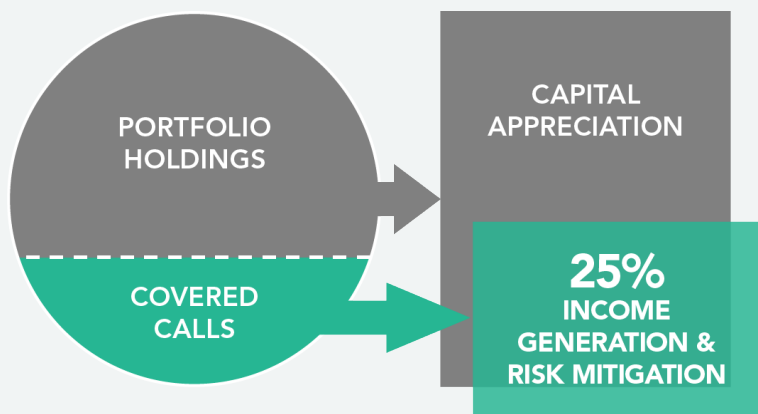 PORTFOLIO
HOLDINGS
COVERED
CALLS
CAPITAL
APPRECIATION
25%
INCOME
GENERATION &
RISK MITIGATION